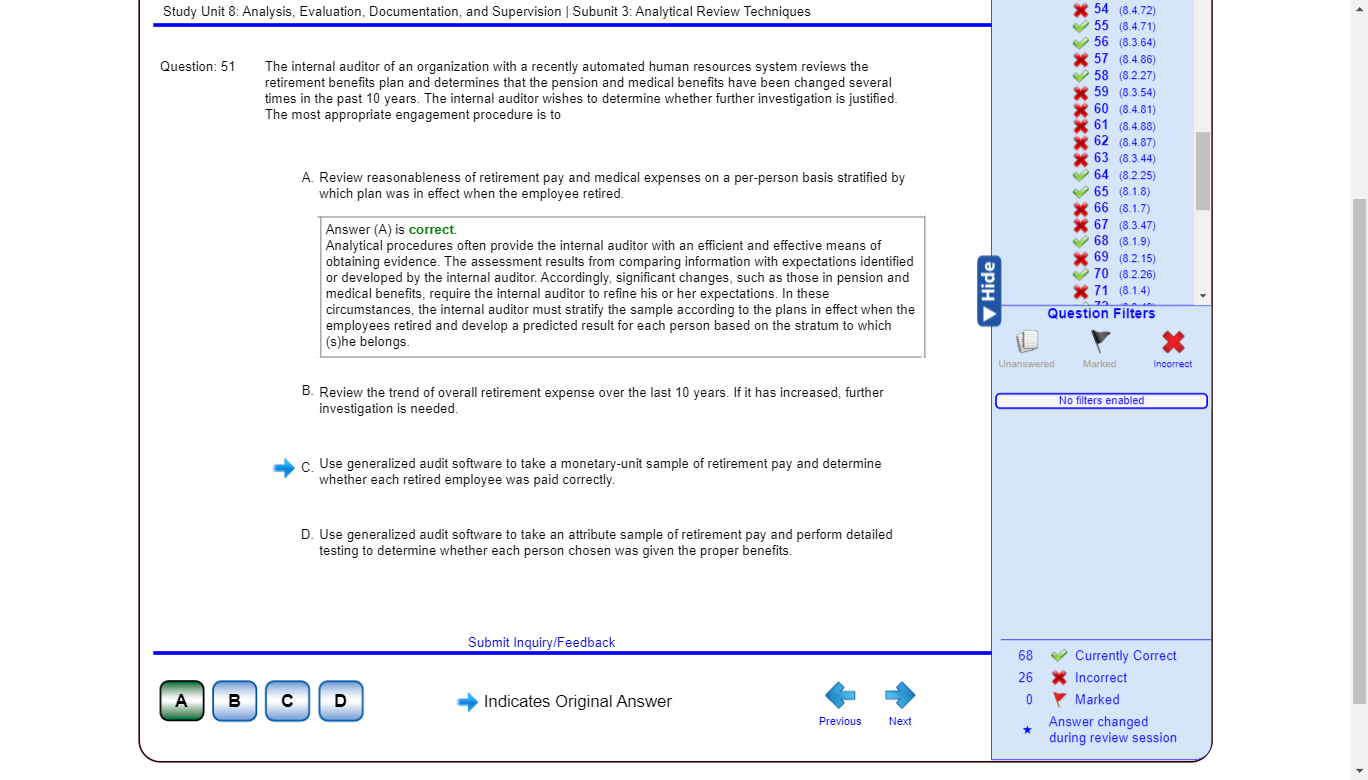 Study Unit 8: Analysis, Evaluation, Documentation, and Supervision | Subunit 3: Analytical Review Techniques
Question: 51
The internal auditor of an organization with a recently automated human resources system reviews the
retirement benefits plan and determines that the pension and medical benefits have been changed several
times in the past 10 years. The internal auditor wishes to determine whether further investigation is justified.
The most appropriate engagement procedure is to
A. Review reasonableness of retirement pay and medical expenses on a per-person basis stratified by
which plan was in effect when the employee retired.
Answer (A) is correct.
Analytical procedures often provide the internal auditor with an efficient and effective means of
obtaining evidence. The assessment results from comparing information with expectations identified
or developed by the internal auditor. Accordingly, significant changes, such as those in pension and
medical benefits, require the internal auditor to refine his or her expectations. In these
circumstances, the internal auditor must stratify the sample according to the plans in effect when the
employees retired and develop a predicted result for each person based on the stratum to which
(s)he belongs.
B. Review the trend of overall retirement expense over the last 10 years. If it has increased, further
investigation is needed.
C. Use generalized audit software to take a monetary-unit sample of retirement pay and determine
whether each retired employee was paid correctly.
D. Use generalized audit software to take an attribute sample of retirement pay and perform detailed
testing to determine whether each person chosen was given the proper benefits.
Submit Inquiry/Feedback
A B C D
Indicates Original Answer
Previous
Next
54 (8.4.72)
55 (8.4.71)
56 (8.3.64)
57 (8.4.86)
58 (8.2.27)
59 (8.3.54)
60 (8.4.81)
61 (8.4.88)
62 (8.4.87)
63 (8.3.44)
64 (8.2.25)
65 (8.1.8)
66 (8.1.7)
67 (8.3.47)
68 (8.1.9)
69 (8.2.15)
70 (8.2.26)
71 (8.1.4)
Hide
Question Filters
Unanswered Marked Incorrect
No filters enabled
68 Currently Correct
26 Incorrect
0 Marked
Answer changed
during review session